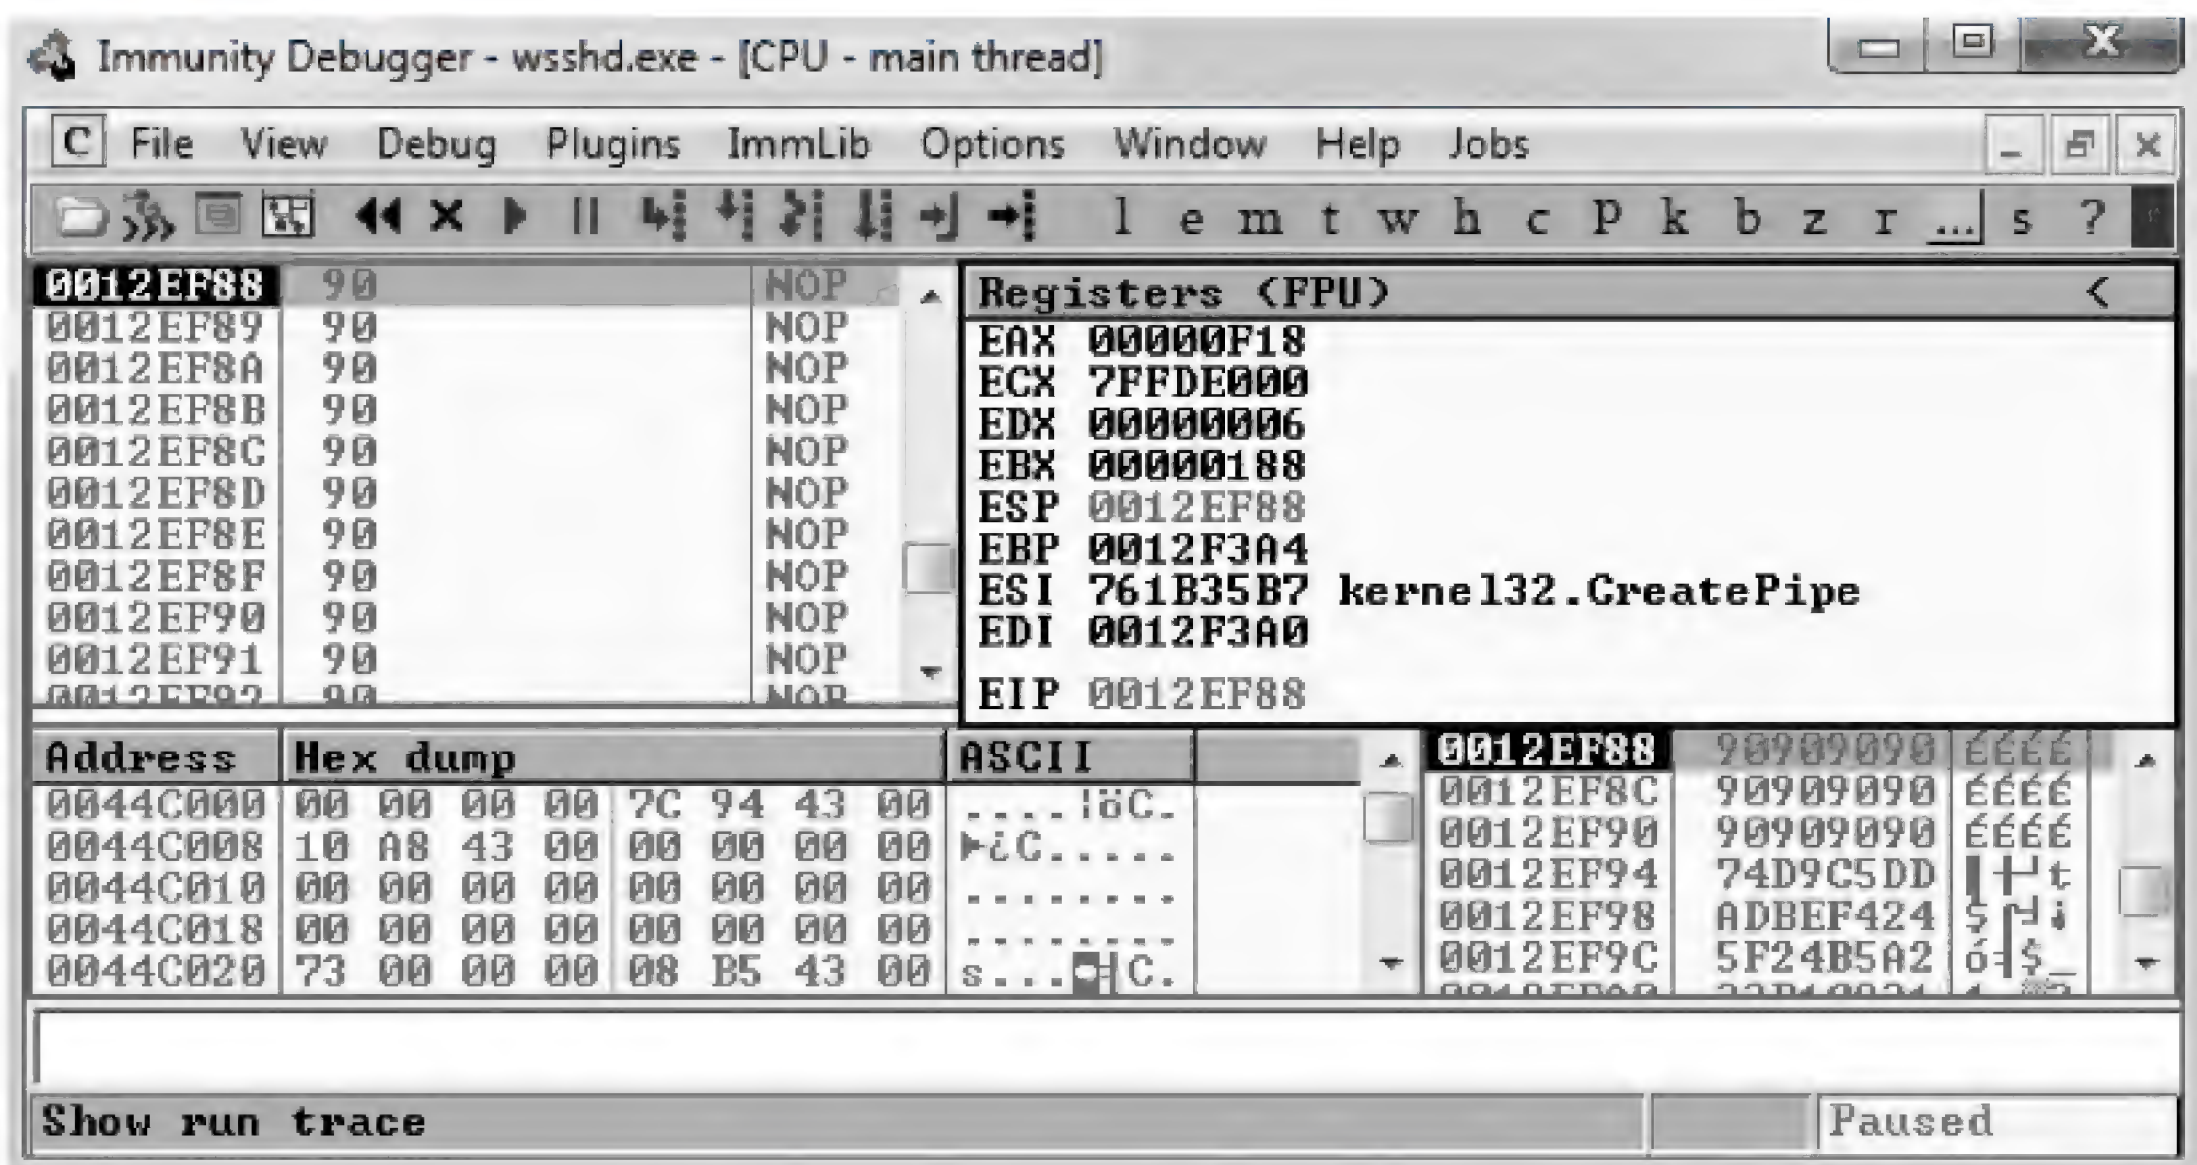 Immunity Debugger - wsshd.exe - [CPU - main thread]
C File View Debug Plugins ImmLib Options Window Help Jobs
l e m t w h c P k b z r ... s ?
0012EF88 90 NOP
0012EF89 90 NOP
0012EF8A 90 NOP
0012EF8B 90 NOP
0012EF8C 90 NOP
0012EF8D 90 NOP
0012EF8E 90 NOP
0012EF8F 90 NOP
0012EF90 90 NOP
0012EF91 90 NOP
0012EF92 90 NOP
Registers (FPU) <
EAX 00000F18
ECX 7FFDE000
EDX 00000006
EBX 00000188
ESP 0012EF88
EBP 0012F3A4
ESI 761B35B7 kernel32.CreatePipe
EDI 0012F3A0
EIP 0012EF88
Address Hex dump ASCII
0044C000 00 00 00 00 7C 94 43 00 ....¦öC.
0044C008 10 A8 43 00 00 00 00 00 ►¿C.....
0044C010 00 00 00 00 00 00 00 00 ........
0044C018 00 00 00 00 00 00 00 00 ........
0044C020 73 00 00 00 08 B5 43 00 s...◘╡C.
0012EF88 90909090 ÉÉÉÉ
0012EF8C 90909090 ÉÉÉÉ
0012EF90 90909090 ÉÉÉÉ
0012EF94 74D9C5DD ▌┼┘t
0012EF98 ADBEF424 $⌠╛¡
0012EF9C 5F24B5A2 ó╡$_
Show run trace
Paused